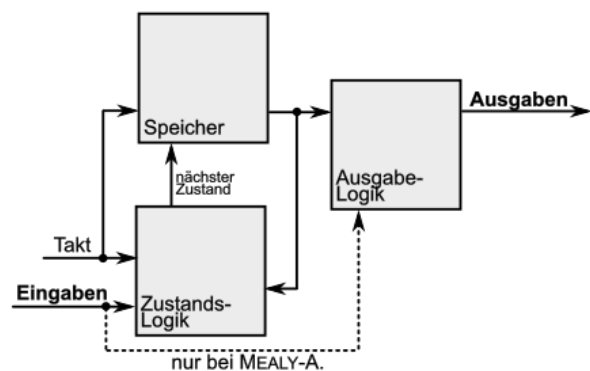 Speicher
Ausgaben
nächster
Zustand
Ausgabe-
Logik
Takt
Eingaben
Zustands-
Logik
nur bei MEALY-A.